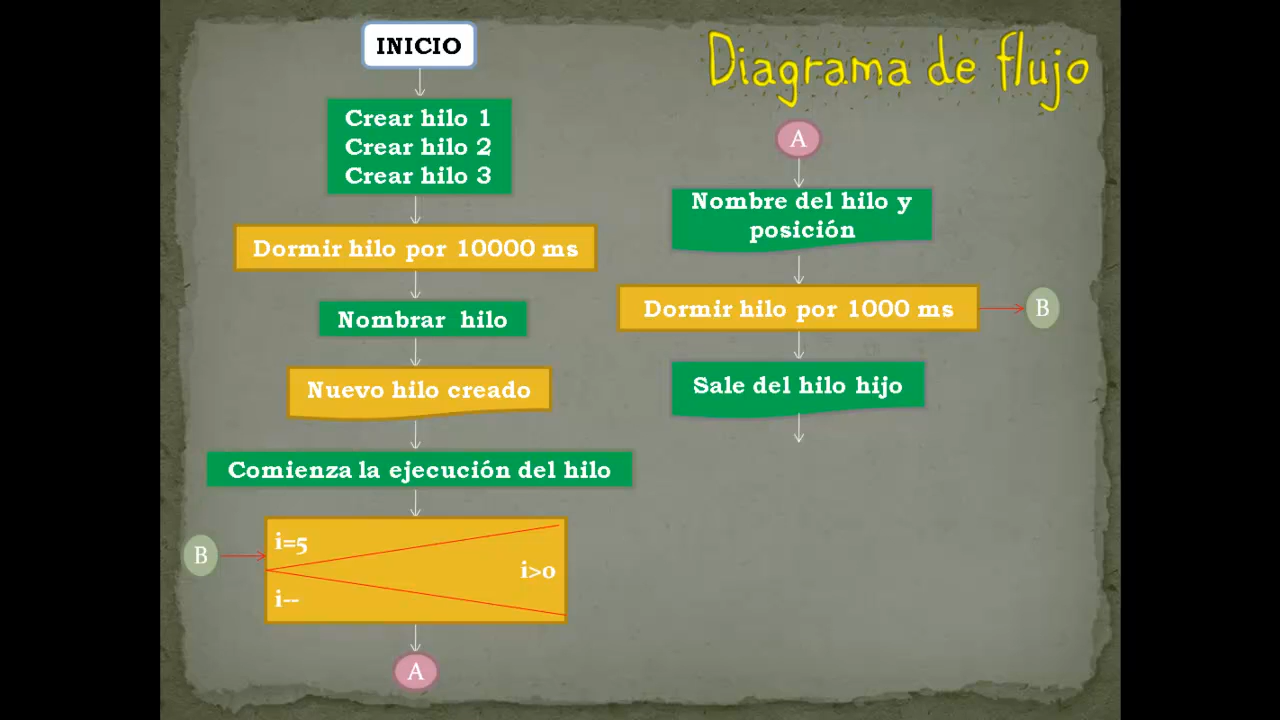 INICIO
Crear hilo 1
Crear hilo 2
Crear hilo 3
Dormir hilo por 10000 ms
Nombrar hilo
Nuevo hilo creado
Comienza la ejecución del hilo
B
i=5
i>0
i--
A
Diagrama de flujo
A
Nombre del hilo y
posición
Dormir hilo por 1000 ms
B
Sale del hilo hijo